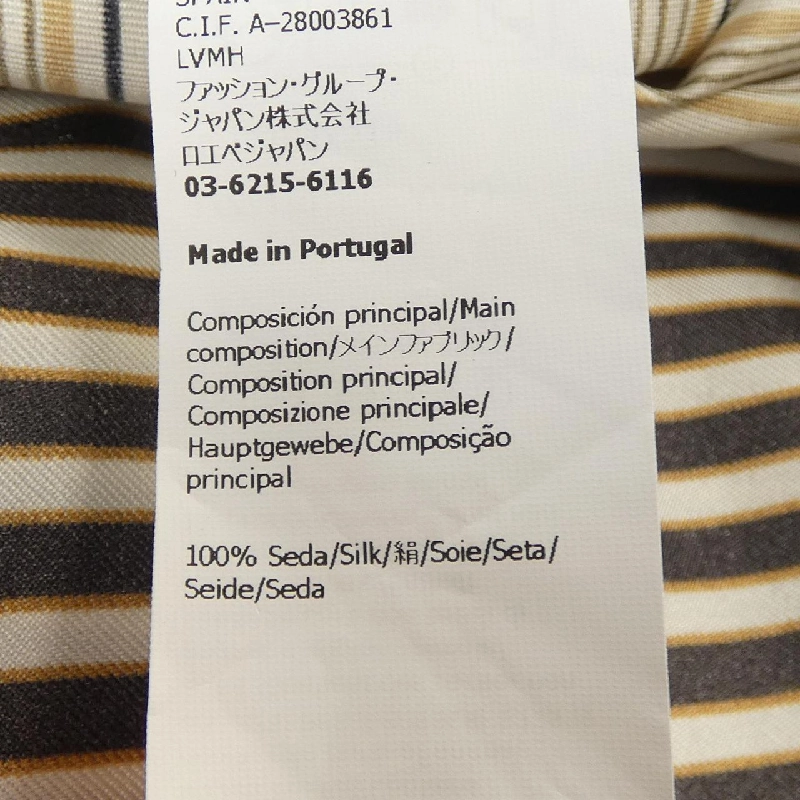 SPAIN
C.I.F. A-28003861
LVMH
ファッション・グループ・
ジャパン株式会社
ロエベジャパン
03-6215-6116
Made in Portugal
Composición principal/Main
composition/メインファブリック/
Composition principal/
Composizione principale/
Hauptgewebe/Composição
principal
100% Seda/Silk/絹/Soie/Seta/
Seide/Seda